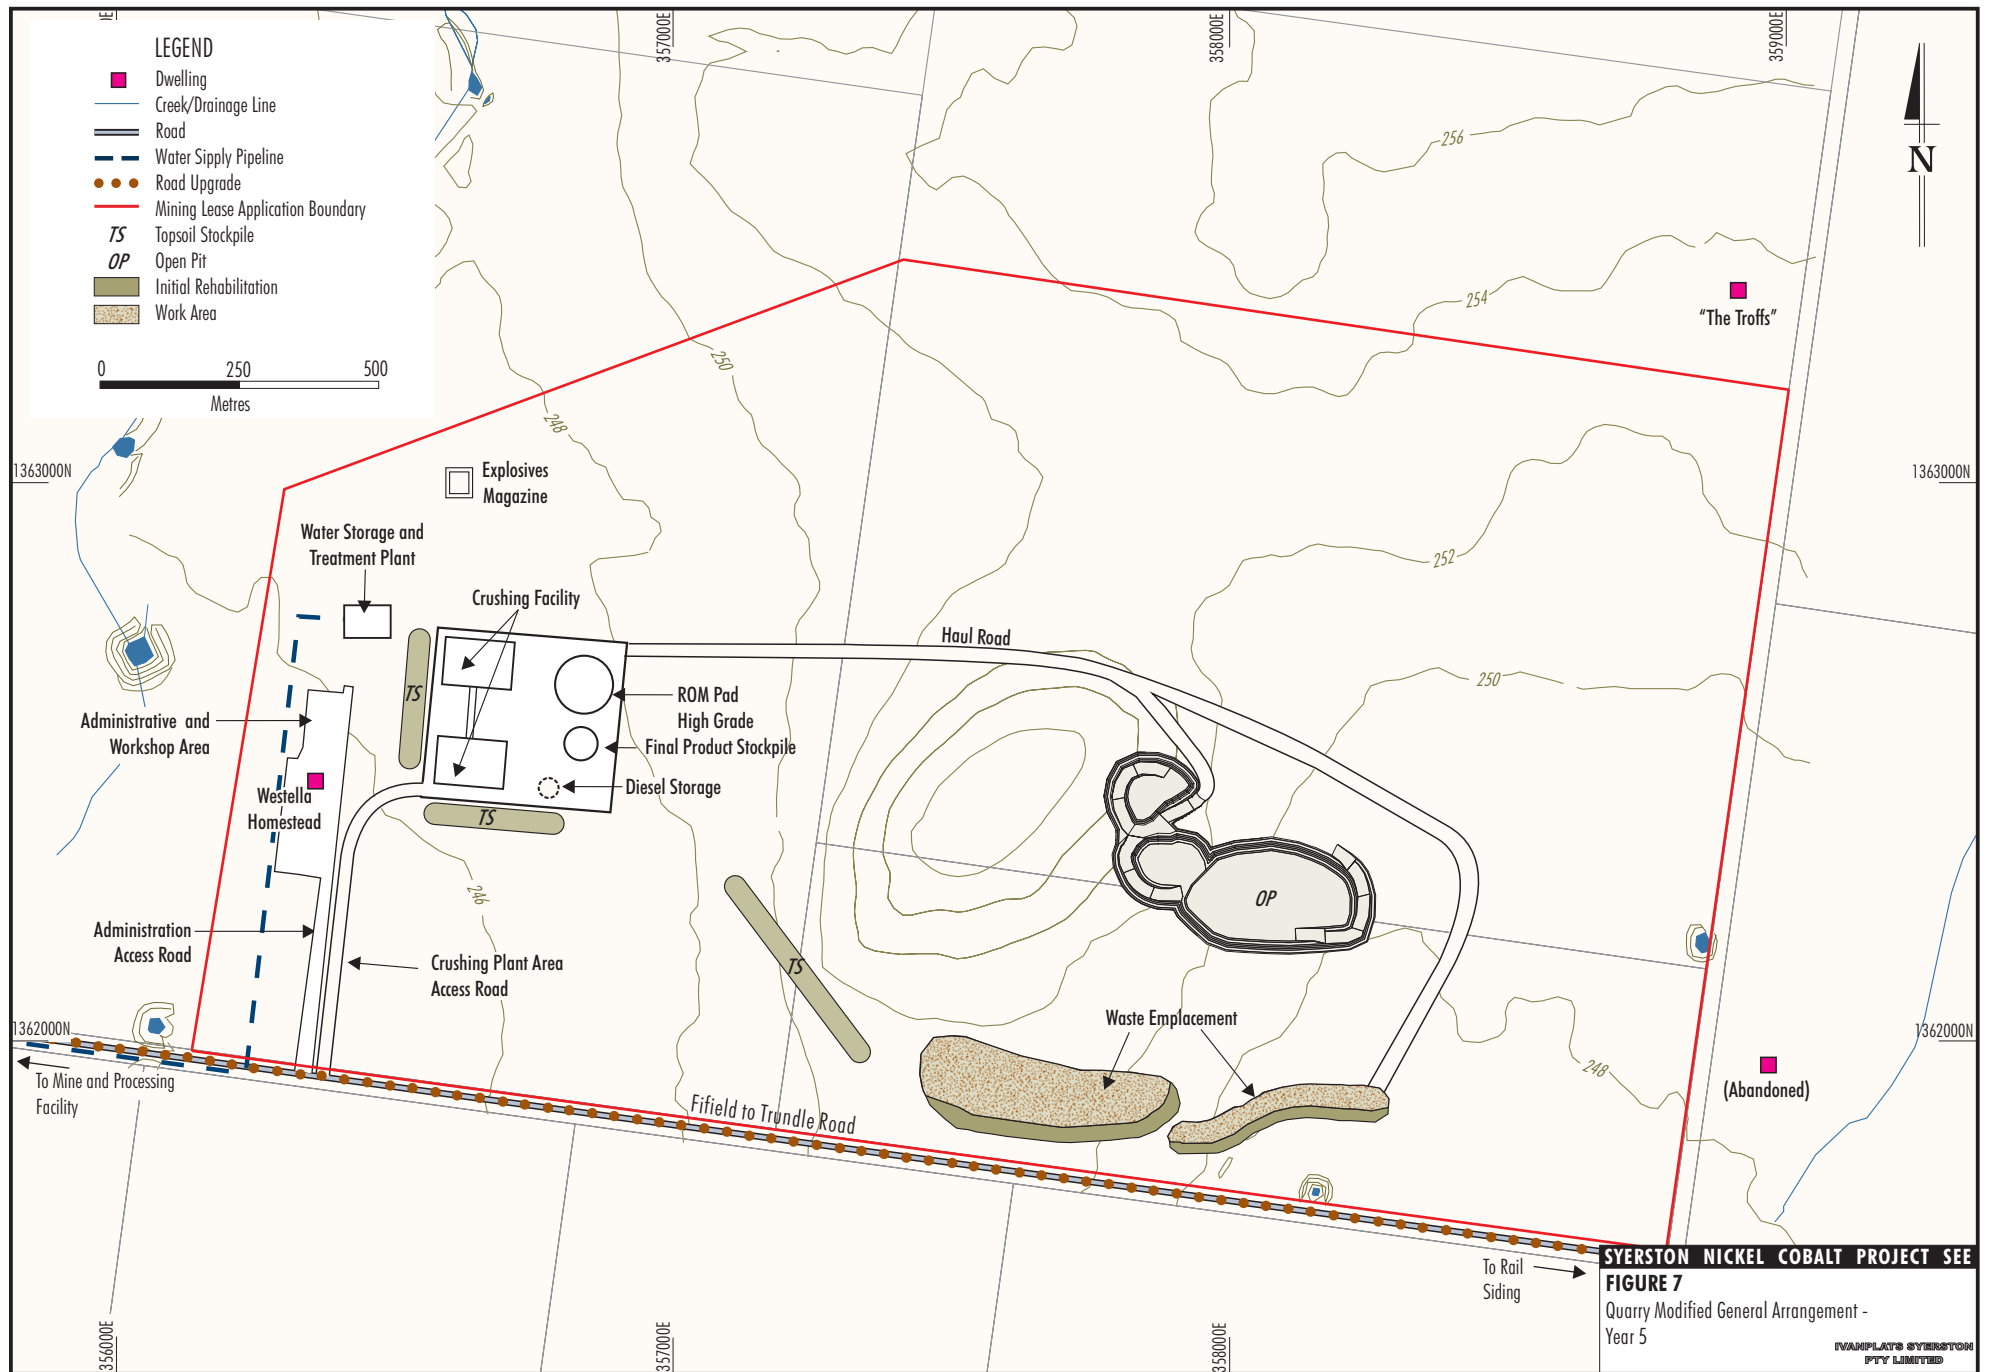 LEGEND
Dwelling
Creek/Drainage Line
Road
Water Sipply Pipeline
Road Upgrade
Mining Lease Application Boundary
TS Topsoil Stockpile
OP Open Pit
Initial Rehabilitation
Work Area
0 250 500
Metres
357000E
358000E
359000E
N
256
254
"The Troffs"
250
248
1363000N
1363000N
Explosives
Magazine
Water Storage and
Treatment Plant
252
Crushing Facility
Haul Road
TS
250
ROM Pad
High Grade
Final Product Stockpile
Administrative and
Workshop Area
Diesel Storage
Westella
Homestead
TS
246
OP
Administration
Access Road
Crushing Plant Area
Access Road
TS
1362000N
1362000N
Waste Emplacement
248
(Abandoned)
To Mine and Processing
Facility
Fifield to Trundle Road
To Rail
Siding
356000E
357000E
358000E
SYERSTON NICKEL COBALT PROJECT SEE
FIGURE 7
Quarry Modified General Arrangement -
Year 5
IVANPLATS SYERSTON
PTY LIMITED